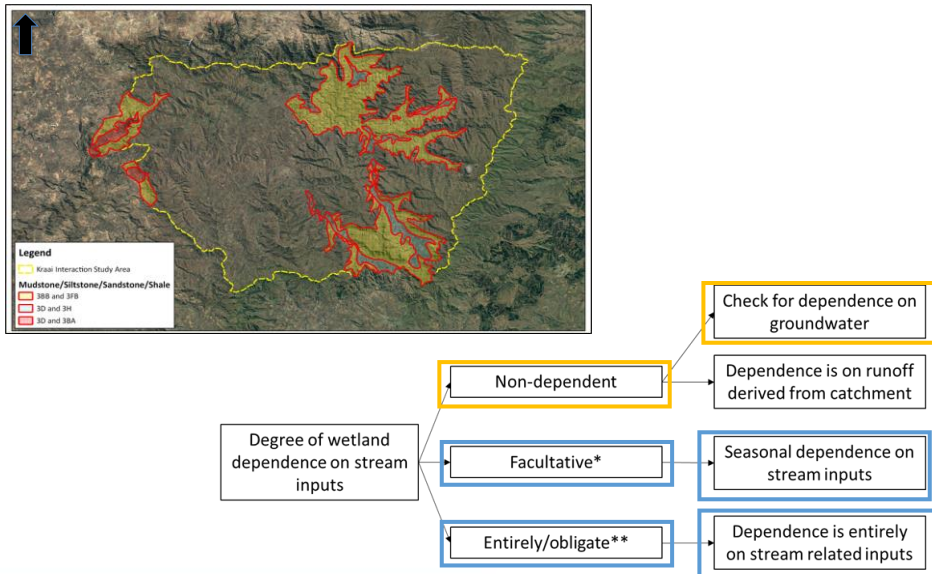 Legend
Kraai Interaction Study Area
Mudstone/Siltstone/Sandstone/Shale
3BB and 3FB
3D and 3H
3D and 3BA
Check for dependence on
groundwater
Non-dependent
Dependence is on runoff
derived from catchment
Degree of wetland
dependence on stream
inputs
Facultative*
Seasonal dependence on
stream inputs
Entirely/obligate**
Dependence is entirely
on stream related inputs